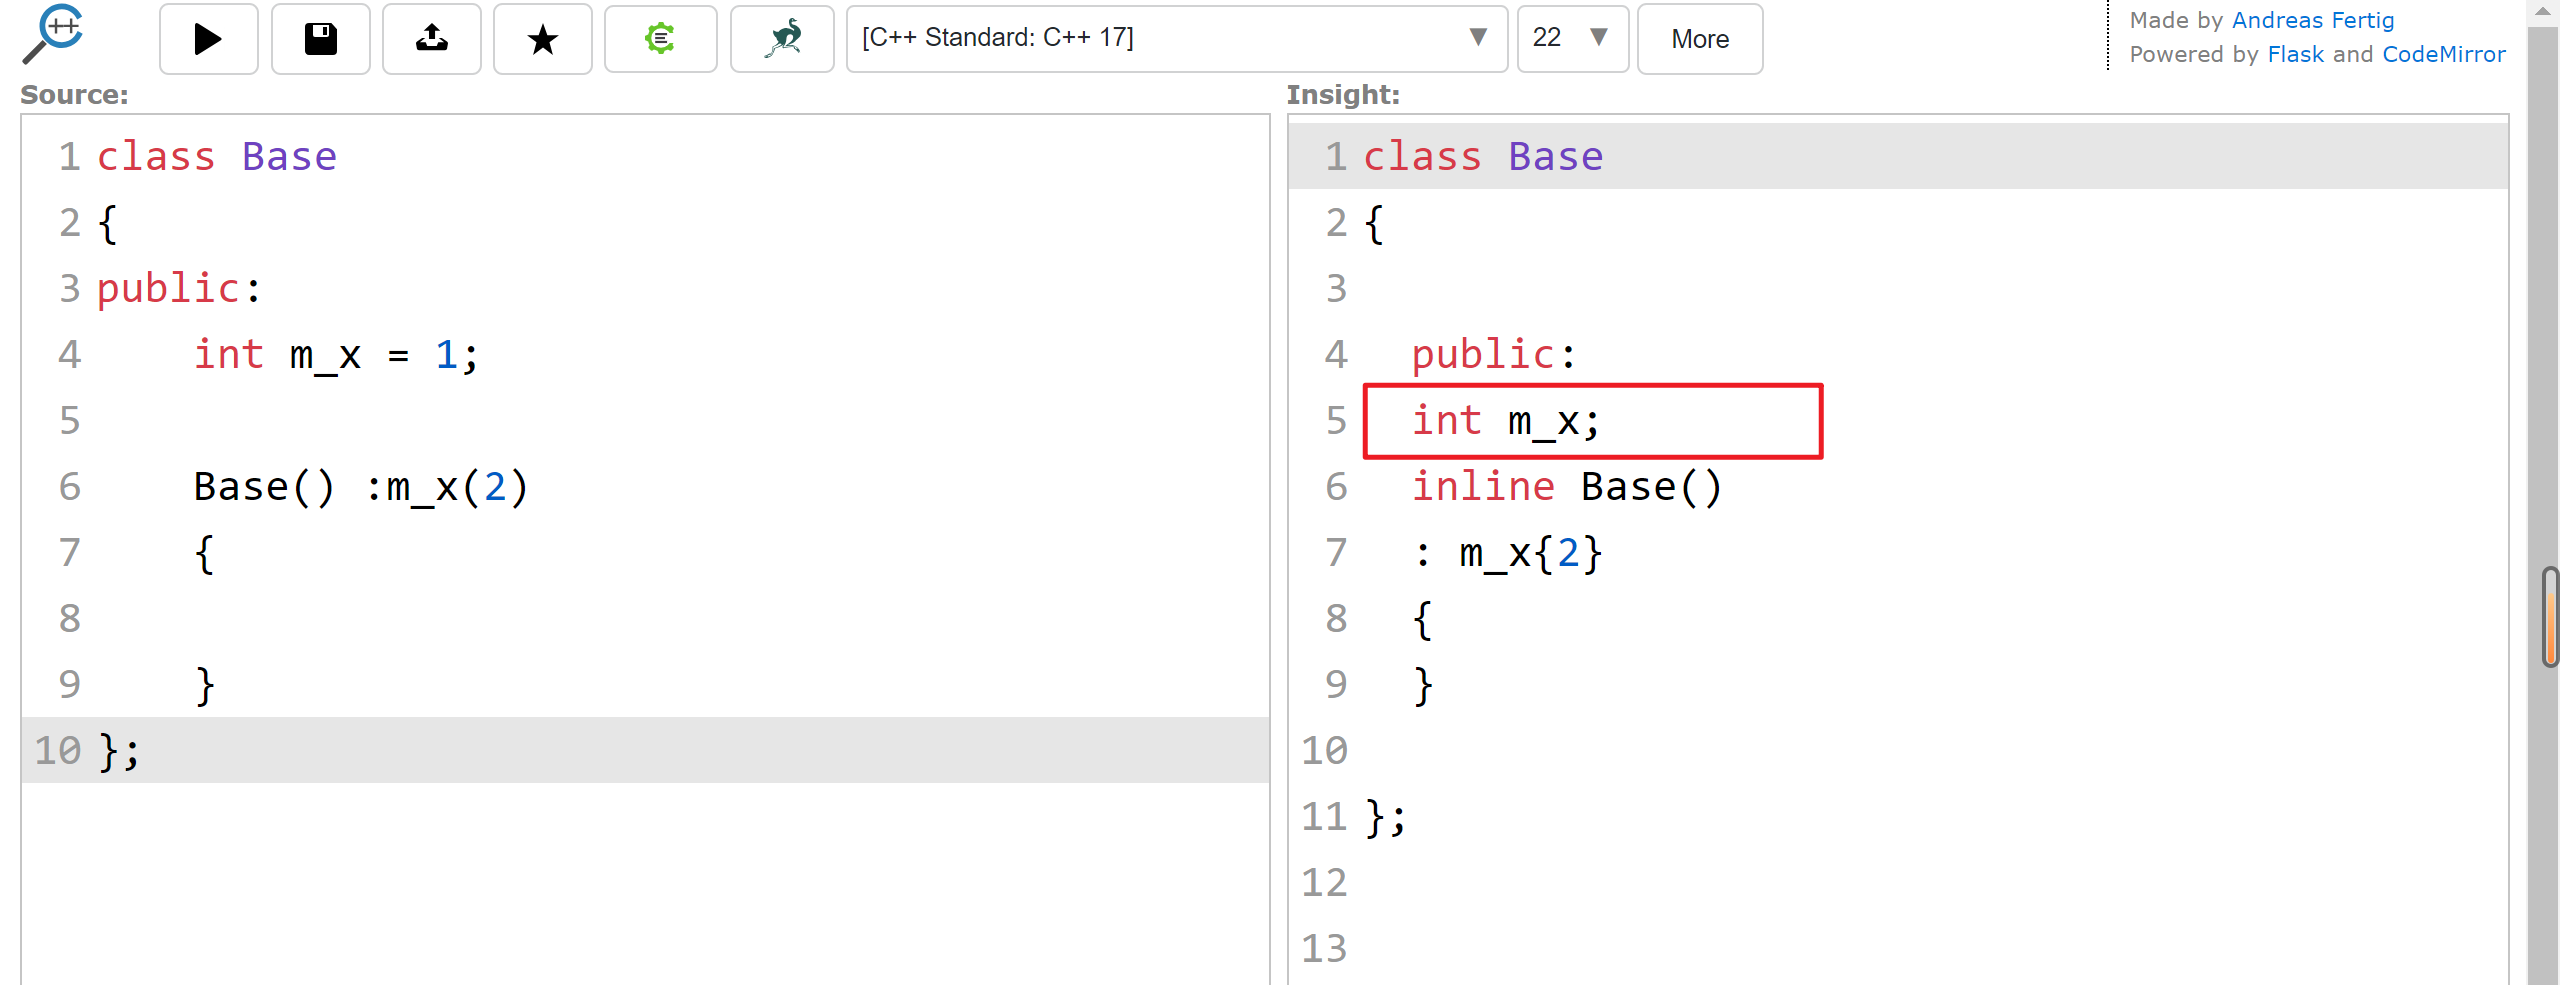 C++
[C++ Standard: C++ 17]
22
More
Made by Andreas Fertig
Powered by Flask and CodeMirror
Source:
1 class Base
2 {
3 public:
4     int m_x = 1;
5
6     Base() :m_x(2)
7     {
8
9     }
10 };
Insight:
1 class Base
2 {
3
4   public:
5   int m_x;
6   inline Base()
7   : m_x{2}
8   {
9   }
10
11 };
12
13